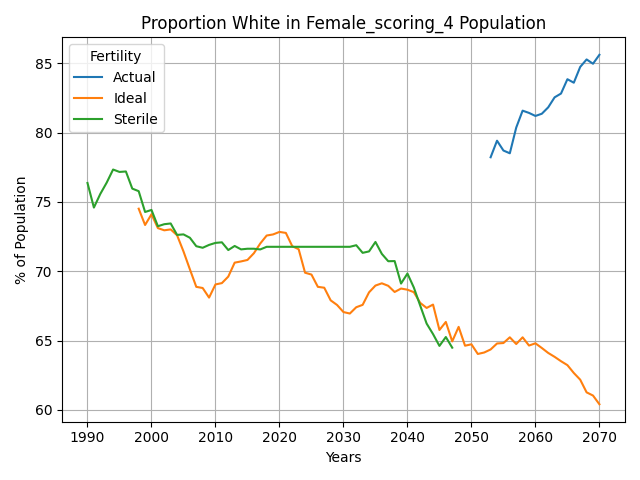 Proportion White in Female_scoring_4 Population
Fertility
Actual
Ideal
Sterile
% of Population
85
80
75
70
65
60
1990 2000 2010 2020 2030 2040 2050 2060 2070
Years